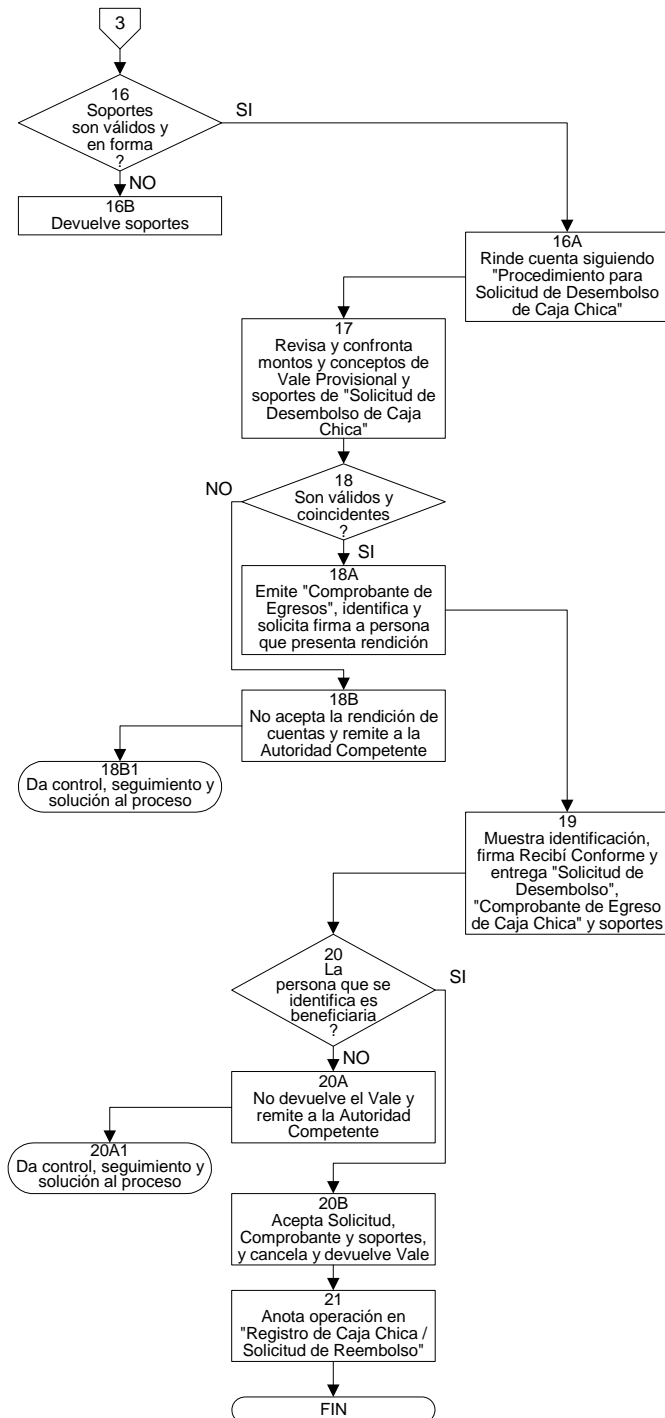 3
16
Soportes
son válidos y
en forma
?
SI
NO
16B
Devuelve soportes
16A
Rinde cuenta siguiendo
"Procedimiento para
Solicitud de Desembolso
de Caja Chica"
17
Revisa y confronta
montos y conceptos de
Vale Provisional y
soportes de "Solicitud de
Desembolso de Caja
Chica"
18
Son válidos y
coincidentes
?
NO
SI
18A
Emite "Comprobante de
Egresos", identifica y
solicita firma a persona
que presenta rendición
18B
No acepta la rendición de
cuentas y remite a la
Autoridad Competente
18B1
Da control, seguimiento y
solución al proceso
19
Muestra identificación,
firma Recibí Conforme y
entrega "Solicitud de
Desembolso",
"Comprobante de Egreso
de Caja Chica" y soportes
20
La
persona que se
identifica es
beneficiaria
?
SI
NO
20A
No devuelve el Vale y
remite a la Autoridad
Competente
20A1
Da control, seguimiento y
solución al proceso
20B
Acepta Solicitud,
Comprobante y soportes,
y cancela y devuelve Vale
21
Anota operación en
"Registro de Caja Chica /
Solicitud de Reembolso"
FIN